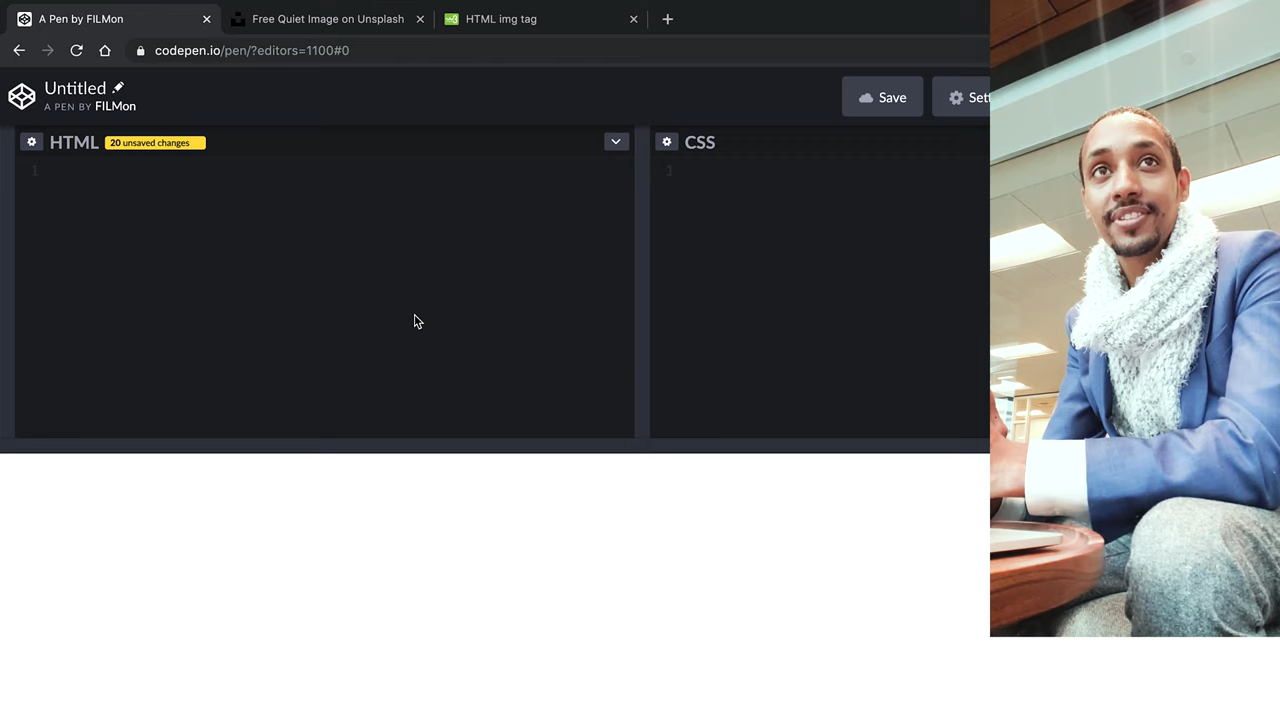 A Pen by FILMon
Free Quiet Image on Unsplash
HTML img tag
codepen.io/pen/?editors=1100#0
Untitled
A PEN BY FILMon
Save
HTML
20 unsaved changes
CSS
1
1